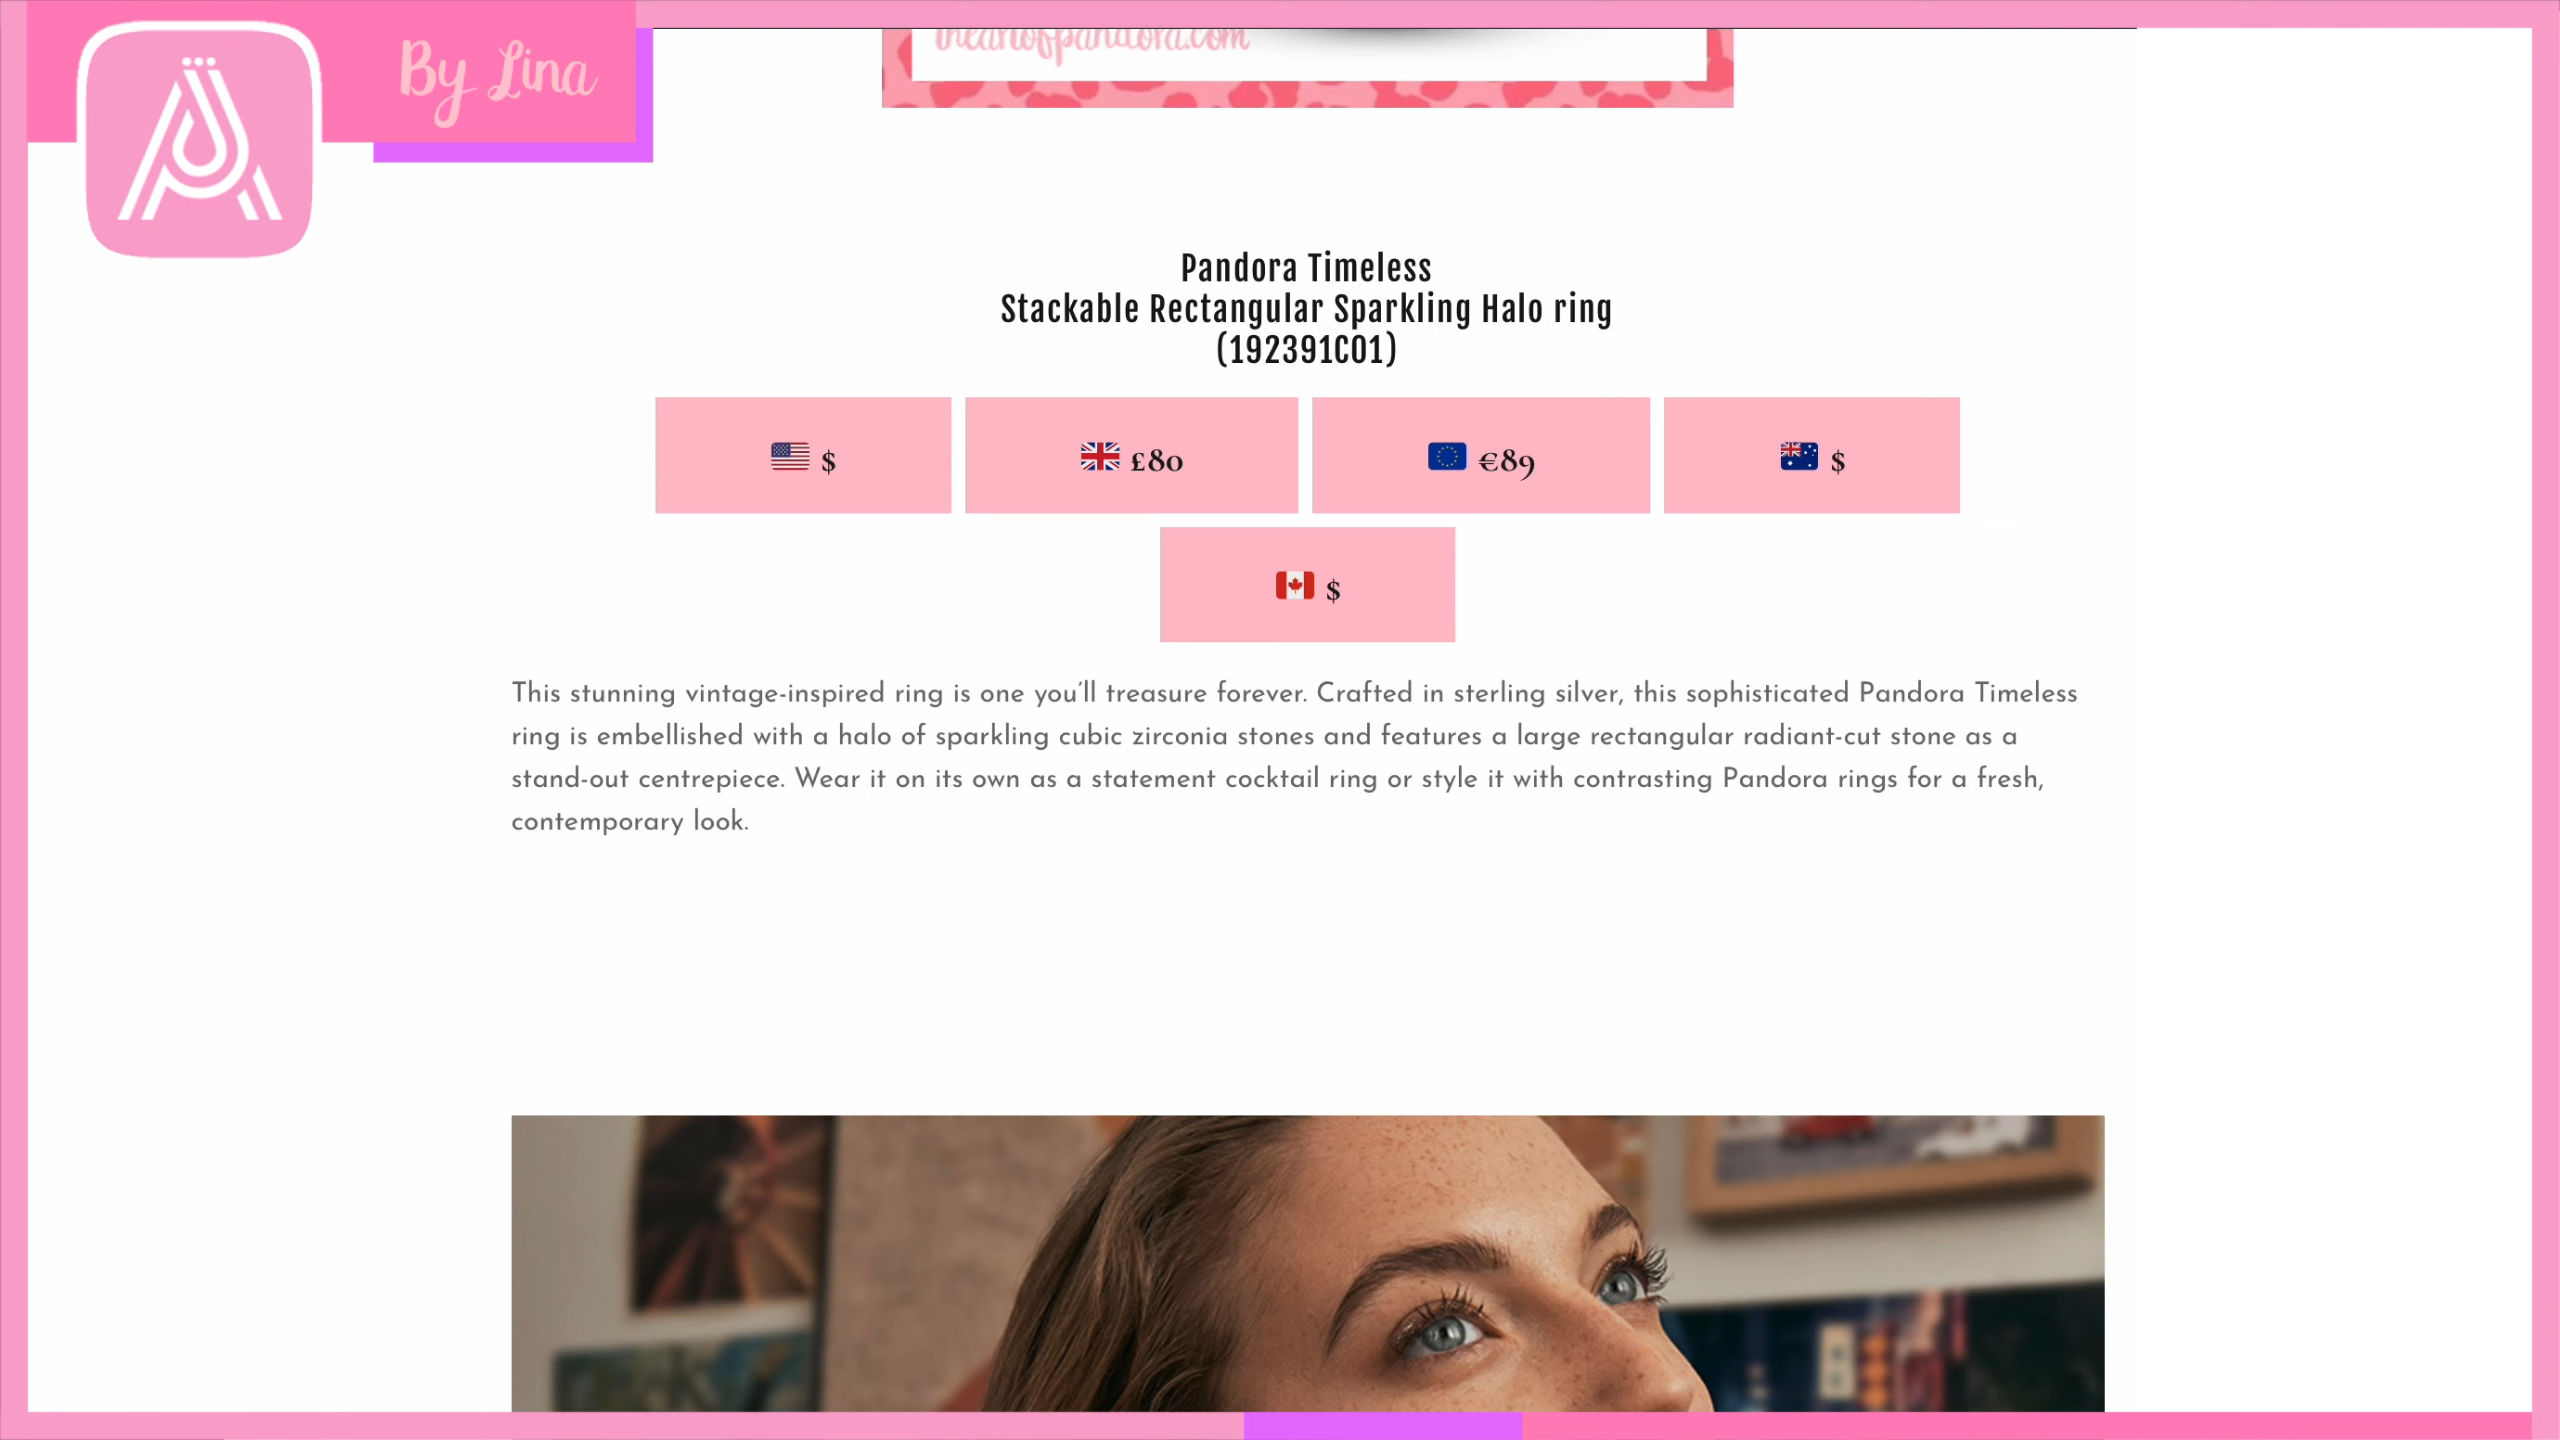 By Lina
theartofpandora.com
Pandora Timeless
Stackable Rectangular Sparkling Halo ring
(192391C01)
$
£80
€89
$
$
This stunning vintage-inspired ring is one you'll treasure forever. Crafted in sterling silver, this sophisticated Pandora Timeless
ring is embellished with a halo of sparkling cubic zirconia stones and features a large rectangular radiant-cut stone as a
stand-out centrepiece. Wear it on its own as a statement cocktail ring or style it with contrasting Pandora rings for a fresh,
contemporary look.